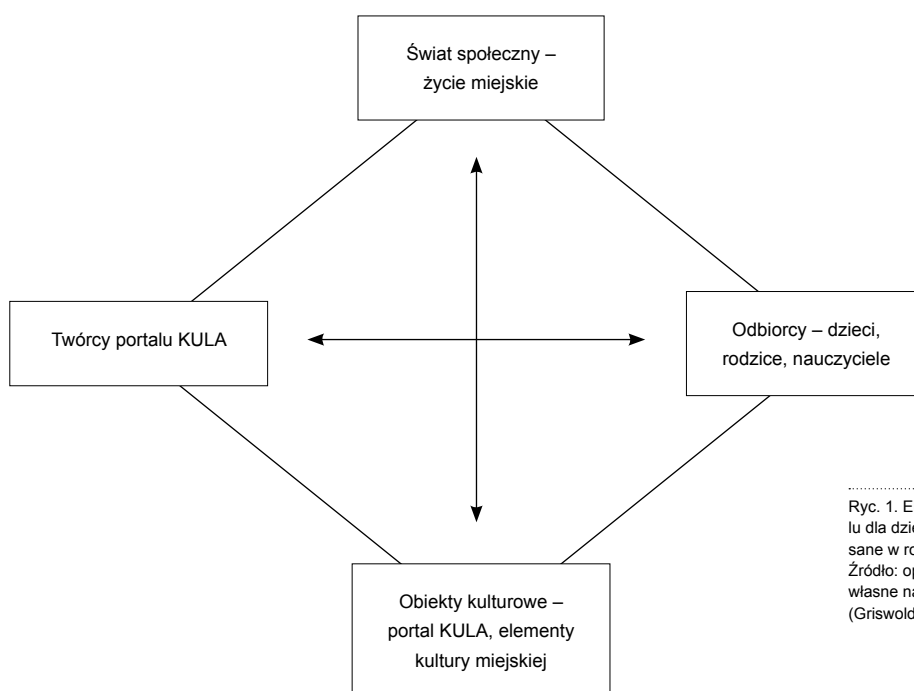 Świat społeczny –
życie miejskie
Twórcy portalu KULA
Odbiorcy – dzieci,
rodzice, nauczyciele
Obiekty kulturowe –
portal KULA, elementy
kultury miejskiej
Ryc. 1. E
lu dla dzie
sane w ro
Źródło: op
własne na
(Griswold